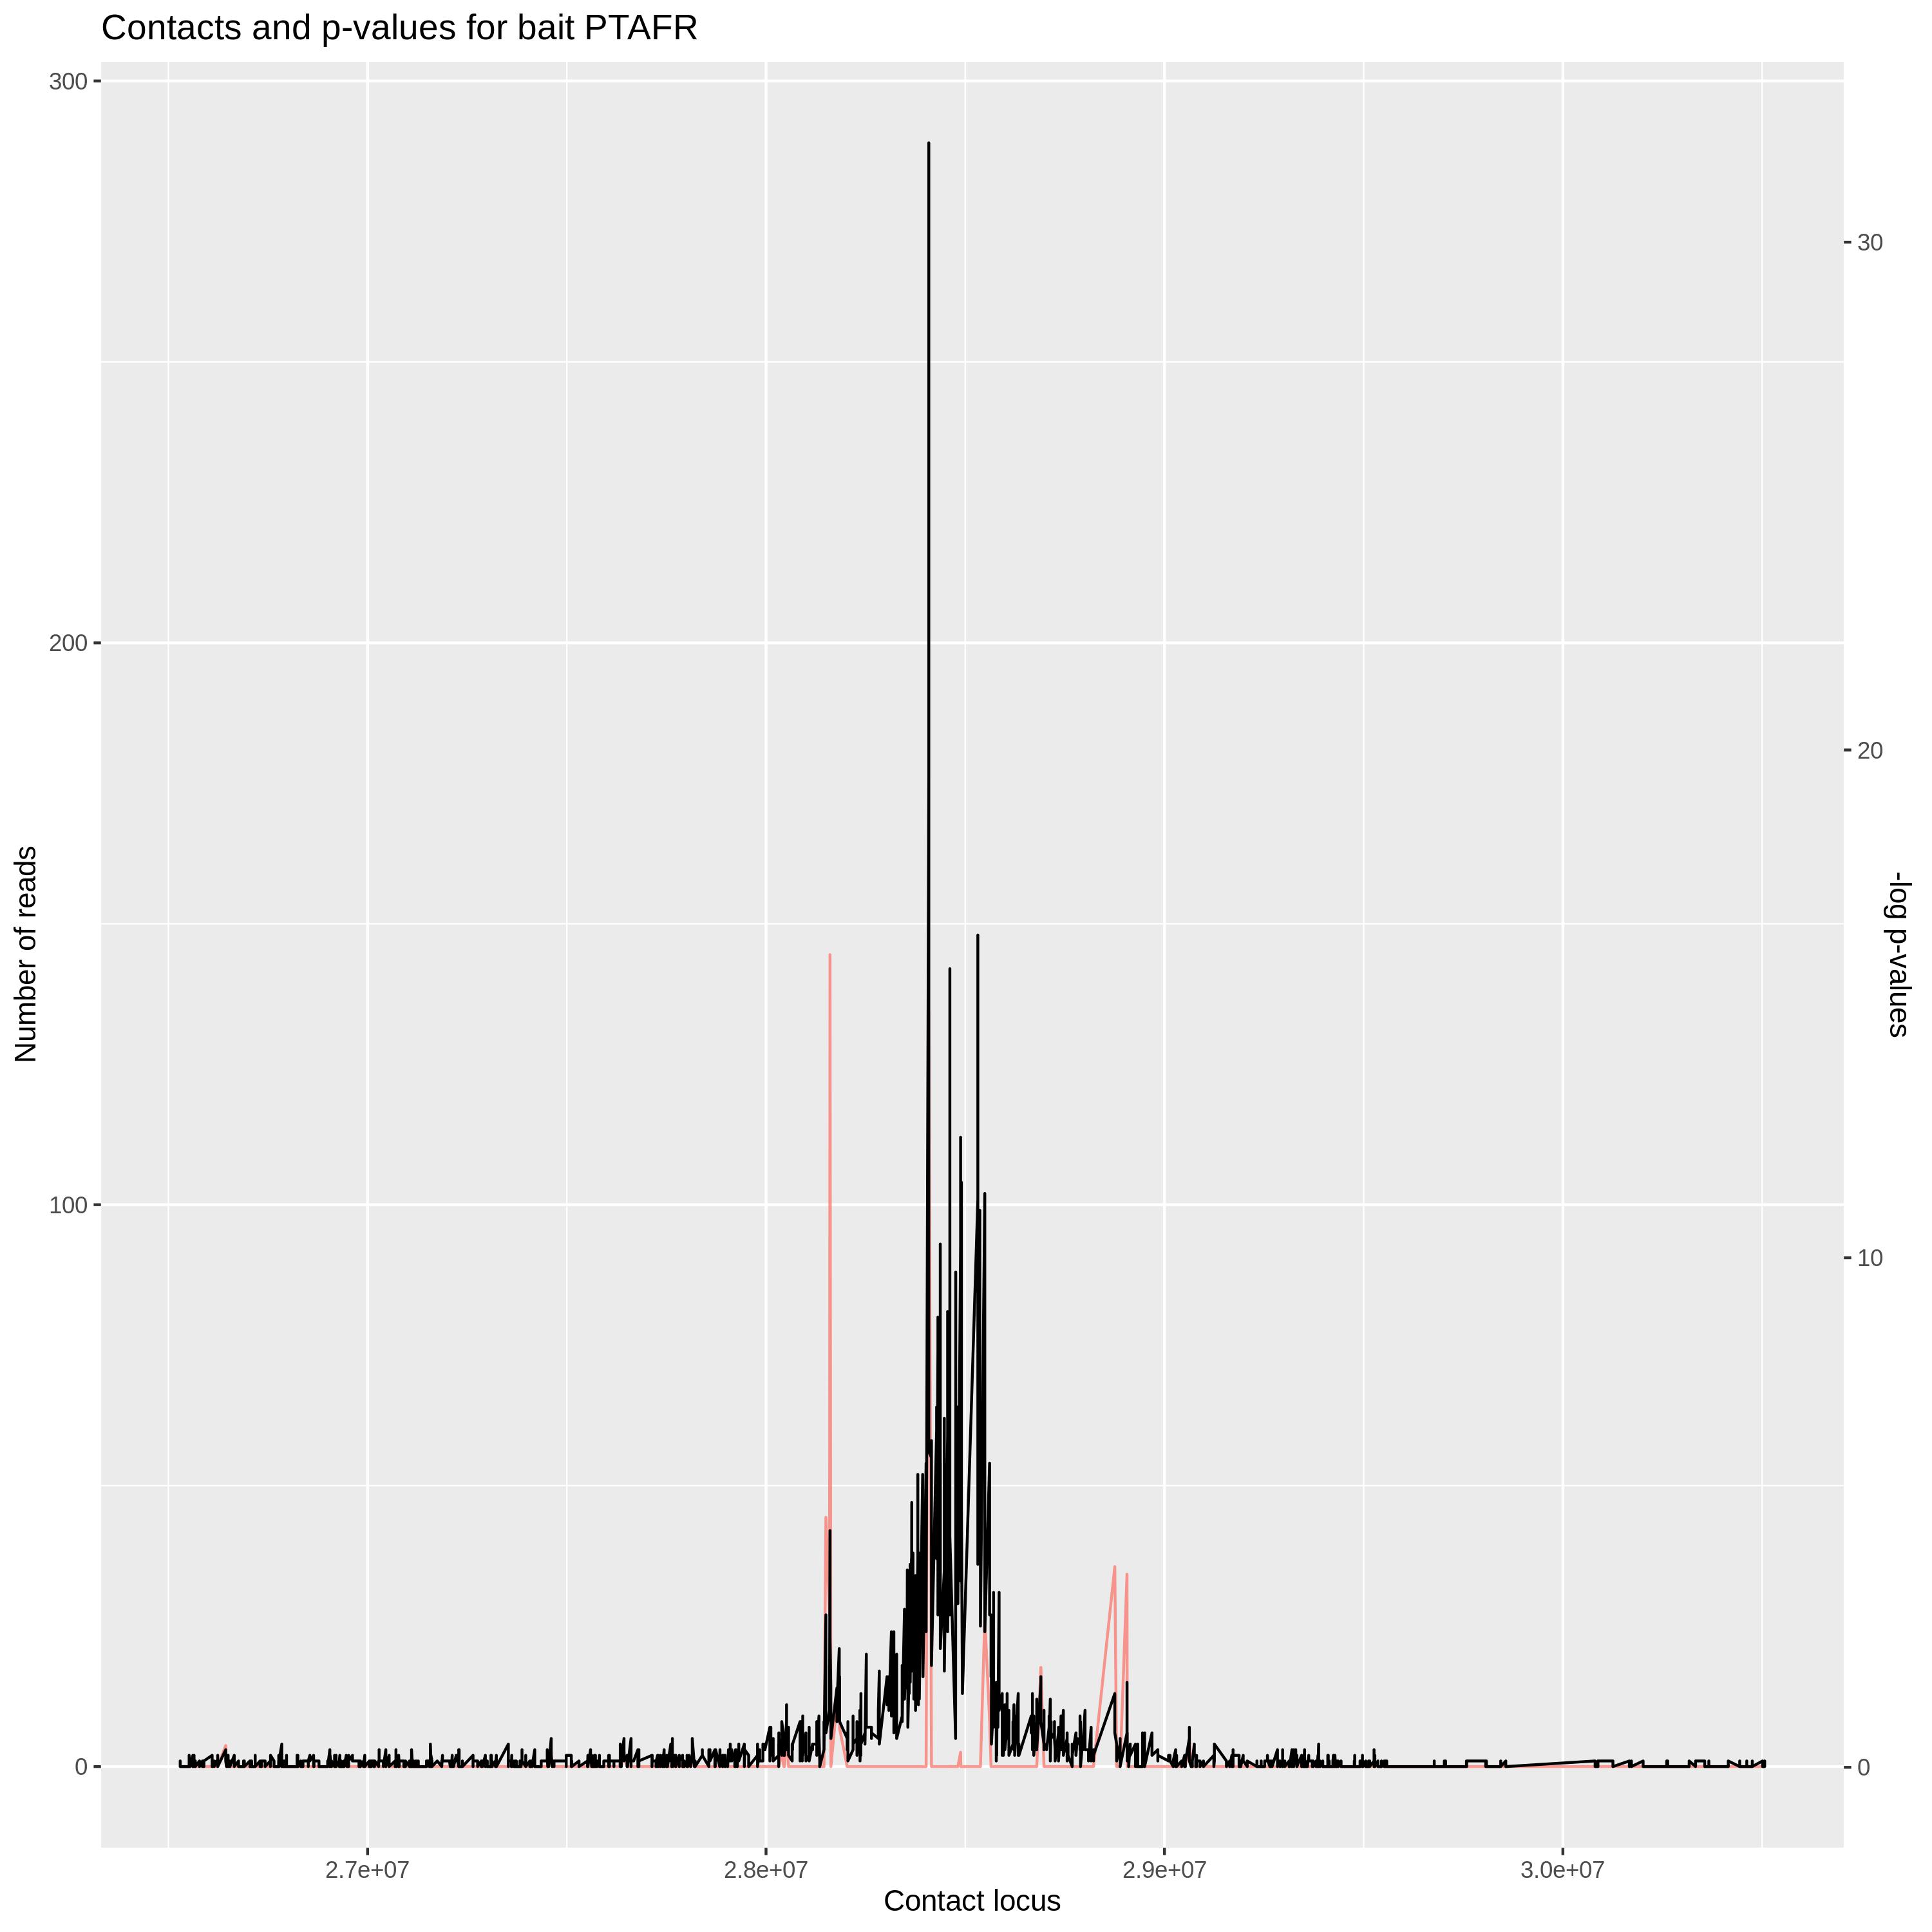 Contacts and p-values for bait PTAFR
300
200
100
0
Number of reads
30
20
10
0
-log p-values
2.7e+07
2.8e+07
2.9e+07
3.0e+07
Contact locus